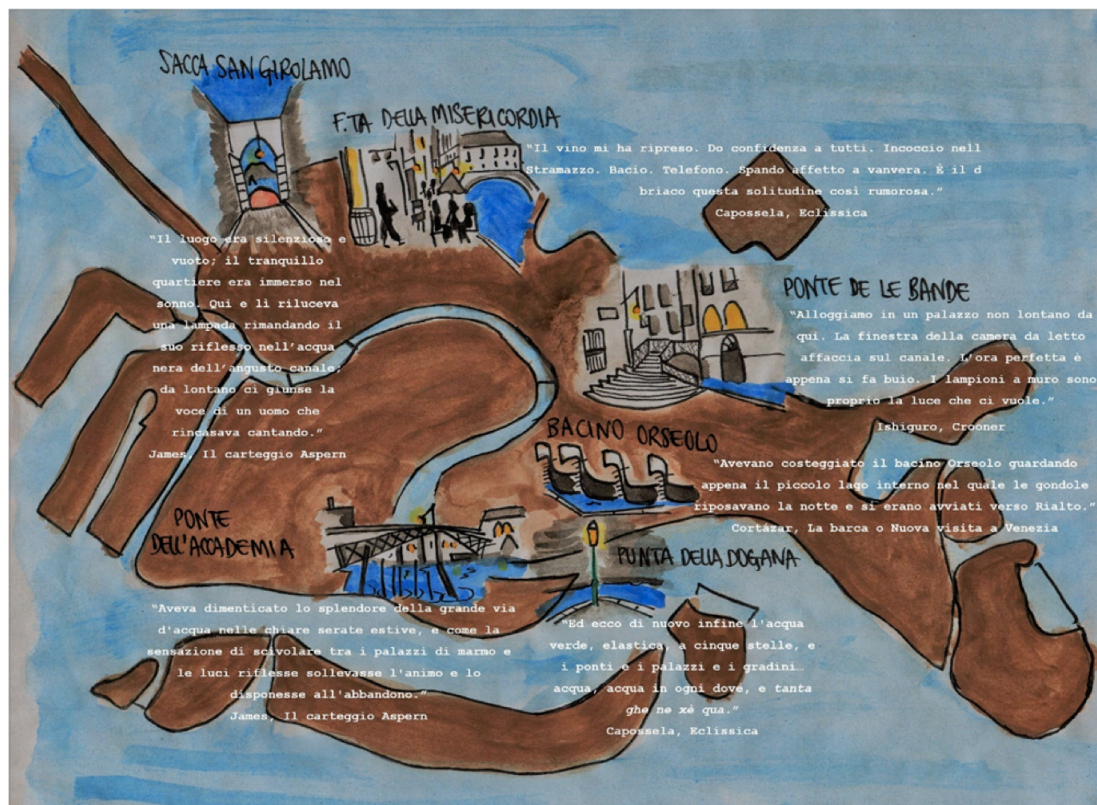 SACCA SAN GIROLAMO
F.TA DELLA MISERICORDIA
"Il vino mi ha ripreso. Do confidenza a tutti. Incoccio nell
Stramazzo. Bacio. Telefono. Spando affetto a vanvera. È il d
briaco questa solitudine così rumorosa."
Capossela, Eclissica
"Il luogo era silenzioso e
vuoto; il tranquillo
quartiere era immerso nel
sonno. Qui e lì riluceva
una lampada rimandando il
suo riflesso nell'acqua
nera dell'angusto canale;
da lontano ci giunse la
voce di un uomo che
rincasava cantando."
James, Il carteggio Aspern
PONTE DE LE BANDE
"Alloggiamo in un palazzo non lontano da
qui. La finestra della camera da letto
affaccia sul canale. L'ora perfetta è
appena si fa buio. I lampioni a muro sono
proprio la luce che ci vuole."
Ishiguro, Crooner
BACINO ORSEOLO
"Avevano costeggiato il bacino Orseolo guardando
appena il piccolo lago interno nel quale le gondole
riposavano la notte e si erano avviati verso Rialto."
Cortázar, La barca o Nuova visita a Venezia
PONTE
DELL'ACCADEMIA
"Aveva dimenticato lo splendore della grande via
d'acqua nelle chiare serate estive, e come la
sensazione di scivolare tra i palazzi di marmo e
le luci riflesse sollevasse l'animo e lo
disponesse all'abbandono."
James, Il carteggio Aspern
PUNTA DELLA DOGANA
"Ed ecco di nuovo infine l'acqua
verde, elastica, a cinque stelle, e
i ponti e i palazzi e i gradini…
acqua, acqua in ogni dove, e tanta
ghe ne xè qua."
Capossela, Eclissica